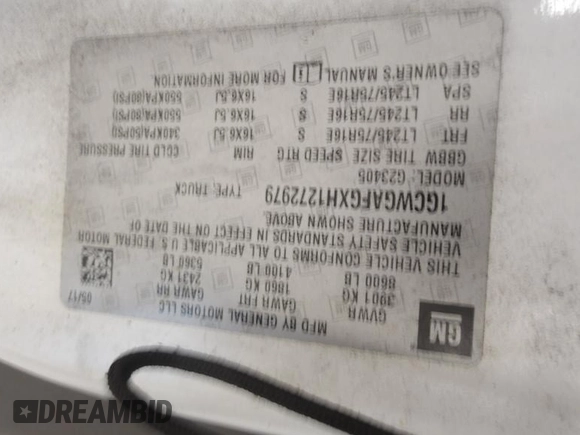 MFD BY GENERAL MOTORS LLC
05/17
GVWR GAWR FRT GAWR RR
3901 KG 1860 KG 2431 KG
8600 LB 4100 LB 5360 LB
GM
THIS VEHICLE CONFORMS TO ALL APPLICABLE U.S. FEDERAL MOTOR
VEHICLE SAFETY STANDARDS IN EFFECT ON THE DATE OF
MANUFACTURE SHOWN ABOVE.
1GCWGAFGXH1272979 TYPE: TRUCK
MODEL: G23405
GBBW TIRE SIZE SPEED RTG RIM COLD TIRE PRESSURE
FRT LT245/75R16E S 16X6.5J 340KPA(50PSI)
RR LT245/75R16E S 16X6.5J 550KPA(80PSI)
SPA LT245/75R16E S 16X6.5J 550KPA(80PSI)
SEE OWNER'S MANUAL FOR MORE INFORMATION.
DREAMBID